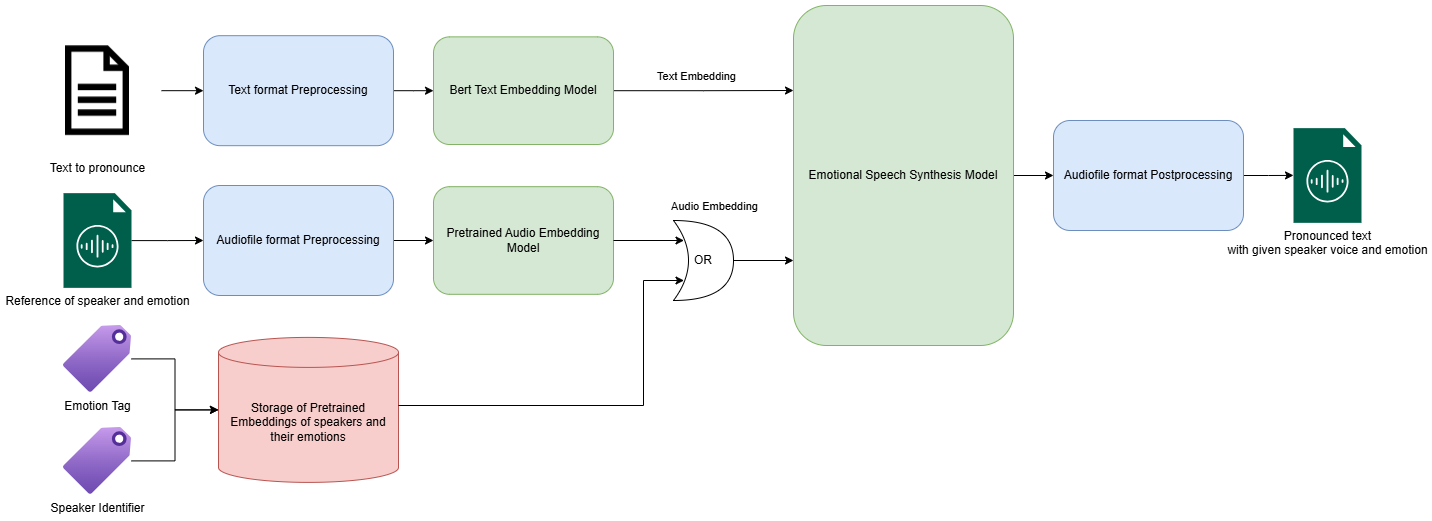 Text format Preprocessing
Bert Text Embedding Model
Text Embedding
Text to pronounce
Emotional Speech Synthesis Model
Audiofile format Postprocessing
Audiofile format Preprocessing
Pretrained Audio Embedding
Model
Audio Embedding
OR
Pronounced text
with given speaker voice and emotion
Reference of speaker and emotion
Emotion Tag
Storage of Pretrained
Embeddings of speakers and
their emotions
Speaker Identifier